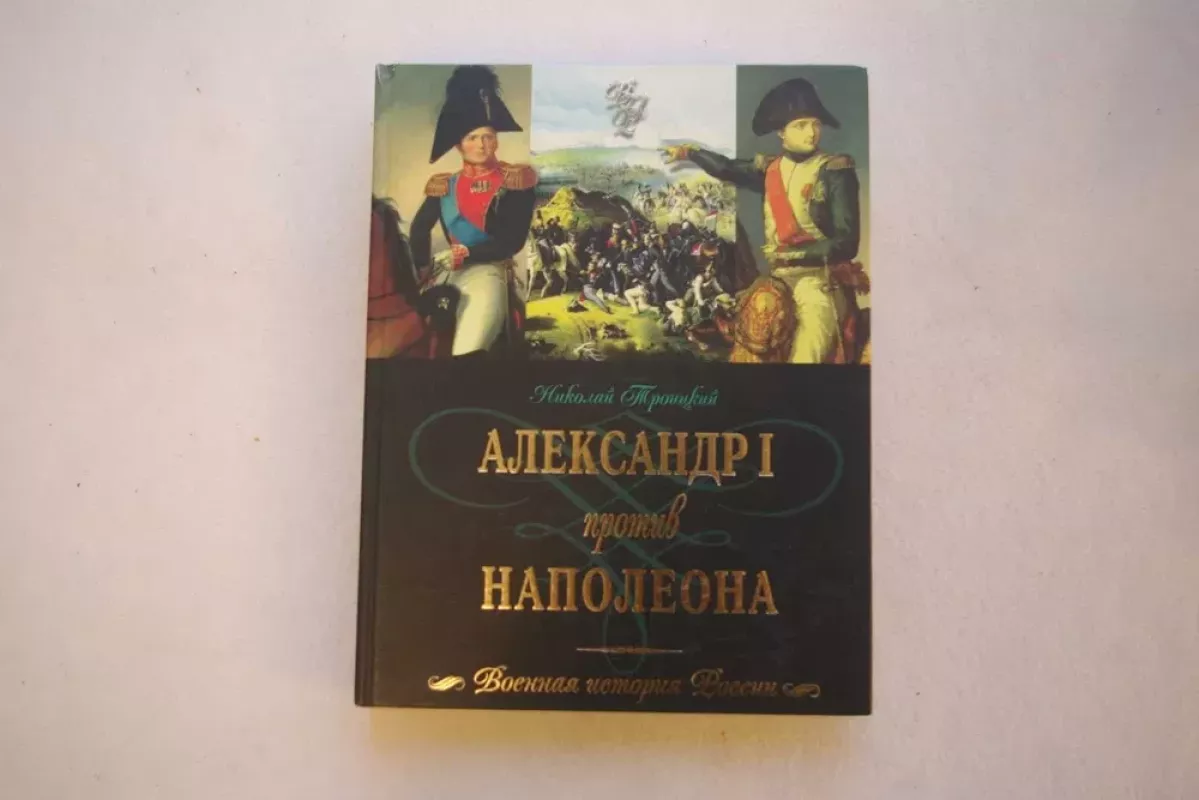 Николай Троицкий
АЛЕКСАНДР I
против
НАПОЛЕОНА
Военная история России